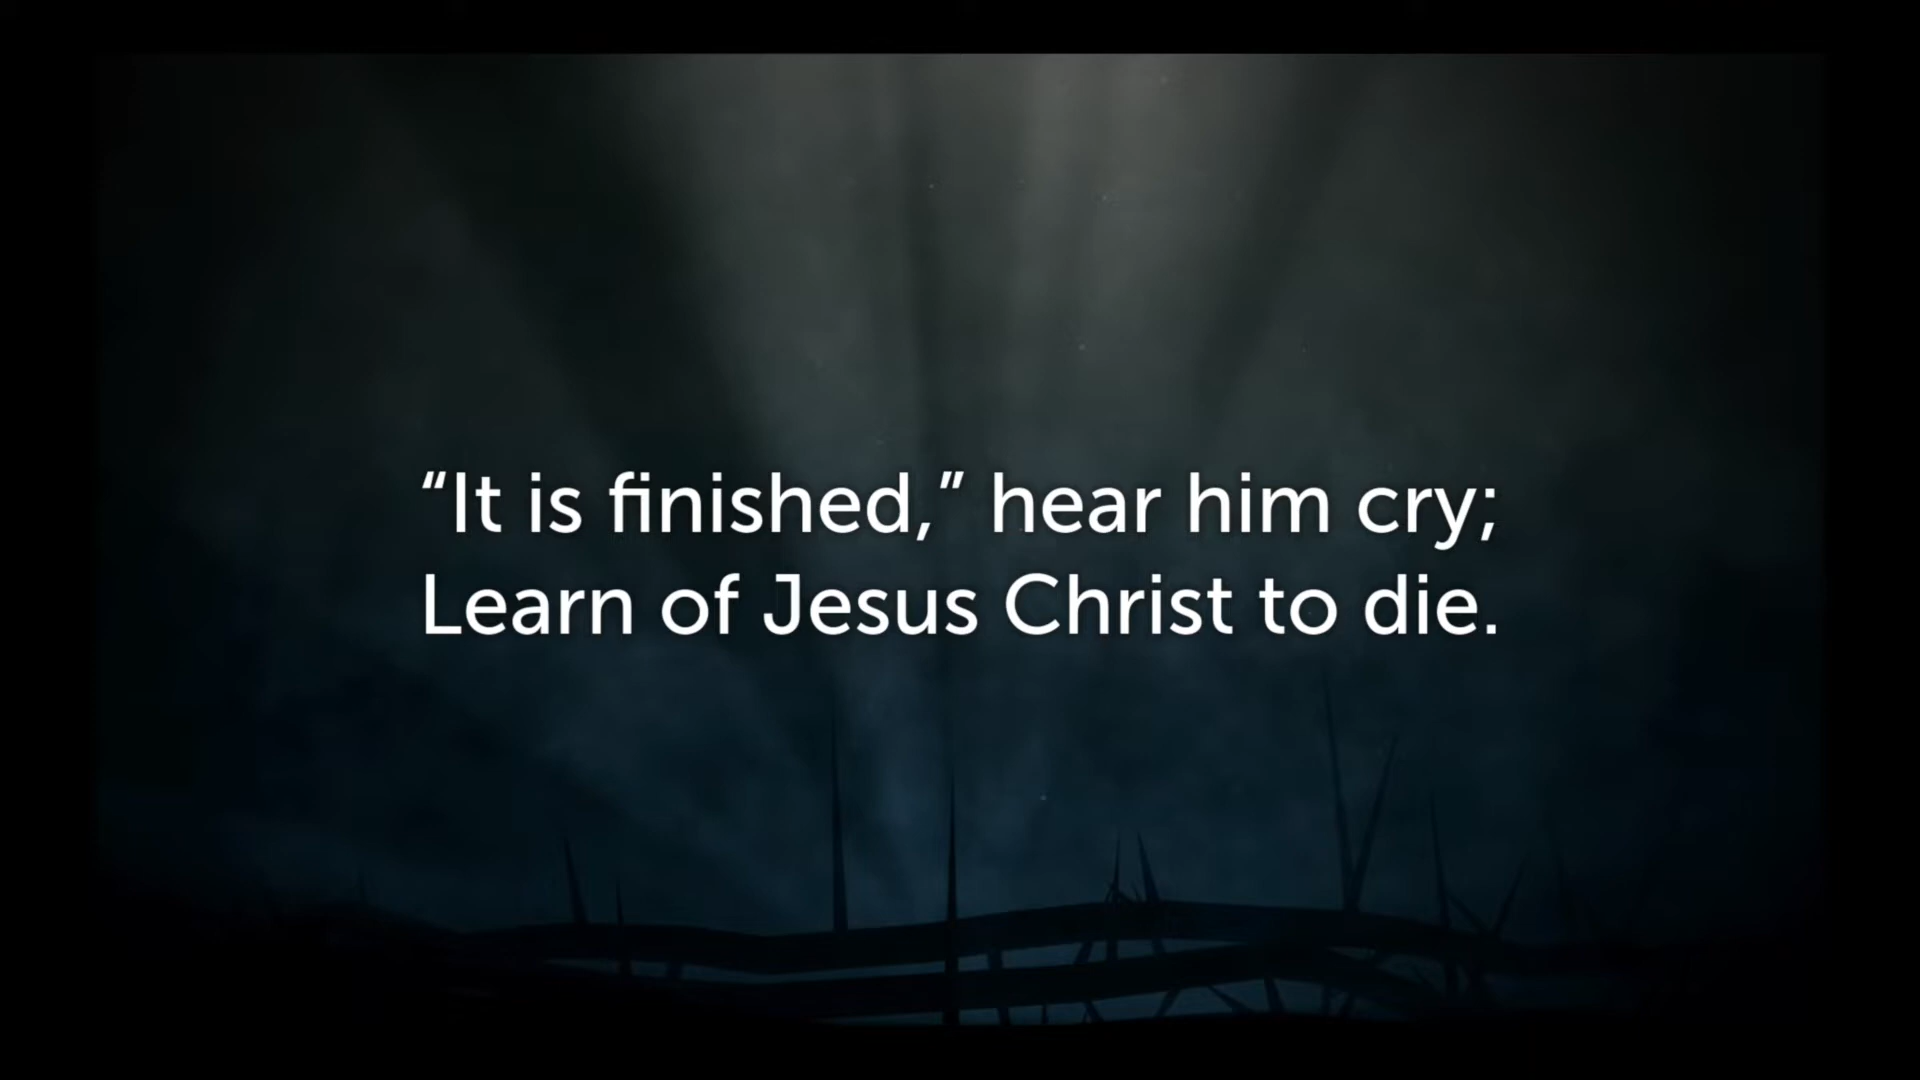 “It is finished,” hear him cry;
Learn of Jesus Christ to die.